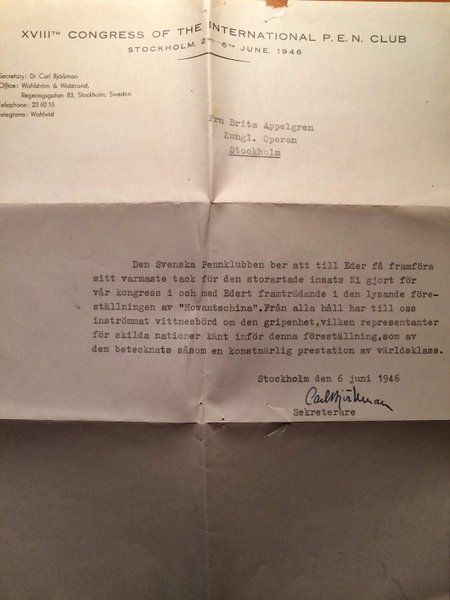 XVIIITH CONGRESS OF THE INTERNATIONAL P. E. N. CLUB
STOCKHOLM, 2ND–6TH JUNE, 1946
Secretary: Dr Carl Björkman
Office: Wahlström & Widstrand,
Regeringsgatan 83, Stockholm, Sweden
Telephone: 23 50 15
Telegrams: Wahlwid
Fru Brita Appelgren
Kungl. Operan
Stockholm
Den Svenska Pennklubben ber att till Eder få framföra
sitt varmaste tack för den storartade insats Ni gjort för
vår kongress i och med Edert framträdande i den lysande före-
ställningen av "Howantschina".Från alla håll har till oss
inströmmat vittnesbörd om den gripenhet,vilken representanter
för skilda nationer känt inför denna föreställning,som av
dem betecknats såsom en konstnärlig prestation av världsklass.
Stockholm den 6 juni 1946
Carl Björkman
Sekreterare